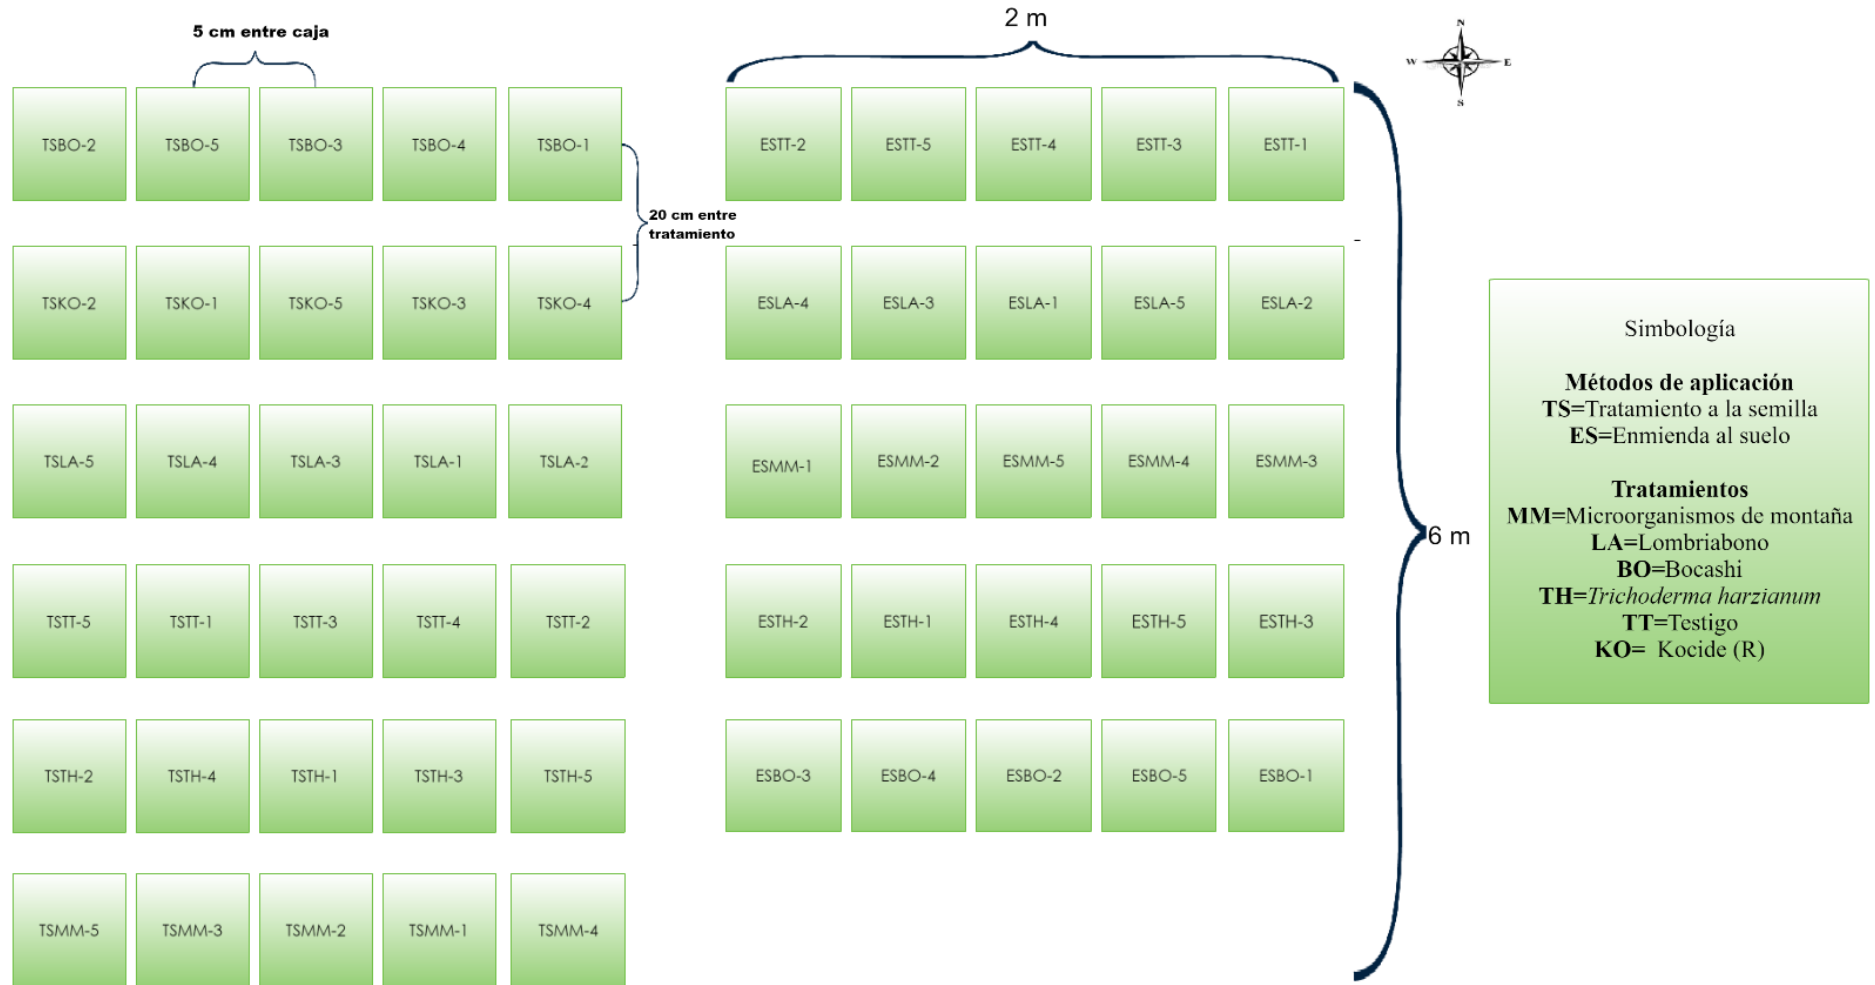 5 cm entre caja
2 m
N
W
E
S
TSBO-2 TSBO-5 TSBO-3 TSBO-4 TSBO-1
ESTT-2 ESTT-5 ESTT-4 ESTT-3 ESTT-1
20 cm entre
tratamiento
TSKO-2 TSKO-1 TSKO-5 TSKO-3 TSKO-4
ESLA-4 ESLA-3 ESLA-1 ESLA-5 ESLA-2
TSLA-5 TSLA-4 TSLA-3 TSLA-1 TSLA-2
ESMM-1 ESMM-2 ESMM-5 ESMM-4 ESMM-3
6 m
TSTT-5 TSTT-1 TSTT-3 TSTT-4 TSTT-2
ESTH-2 ESTH-1 ESTH-4 ESTH-5 ESTH-3
TSTH-2 TSTH-4 TSTH-1 TSTH-3 TSTH-5
ESBO-3 ESBO-4 ESBO-2 ESBO-5 ESBO-1
TSMM-5 TSMM-3 TSMM-2 TSMM-1 TSMM-4
Simbología
Métodos de aplicación
TS=Tratamiento a la semilla
ES=Enmienda al suelo
Tratamientos
MM=Microorganismos de montaña
LA=Lombriabono
BO=Bocashi
TH=Trichoderma harzianum
TT=Testigo
KO= Kocide (R)